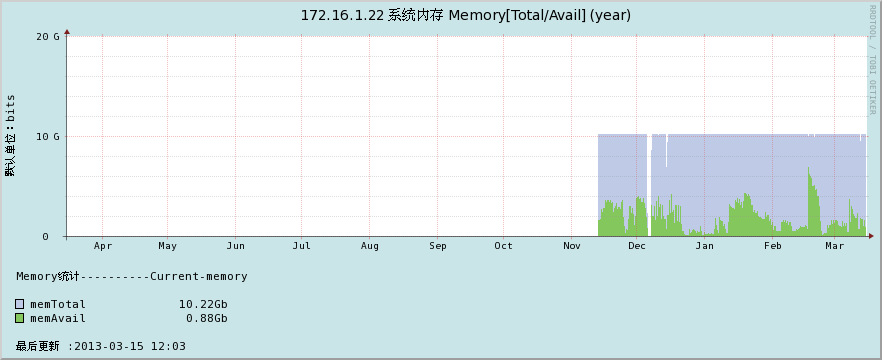 172.16.1.22 系统内存 Memory[Total/Avail] (year)
RRDTOOL / TOBI OETIKER
默认单位：bits
20 G
10 G
0
Apr May Jun Jul Aug Sep Oct Nov Dec Jan Feb Mar
Memory统计----------Current-memory
memTotal 10.22Gb
memAvail 0.88Gb
最后更新 :2013-03-15 12:03